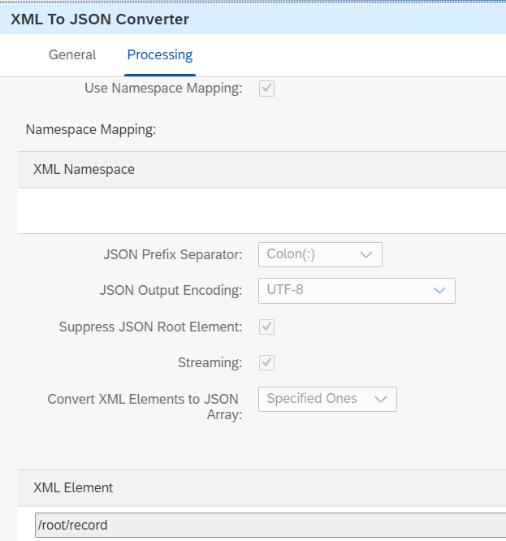 XML To JSON Converter
General Processing
Use Namespace Mapping:
Namespace Mapping:
XML Namespace
JSON Prefix Separator: Colon(:)
JSON Output Encoding: UTF-8
Suppress JSON Root Element:
Streaming:
Convert XML Elements to JSON Specified Ones
Array:
XML Element
/root/record